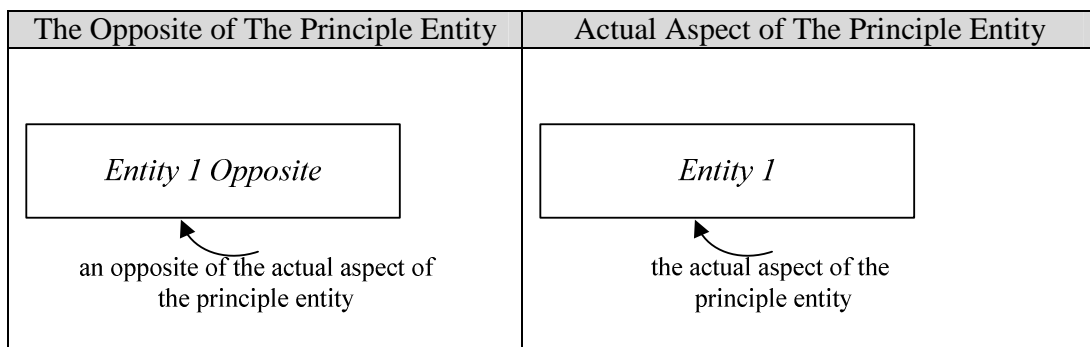 The Opposite of The Principle Entity
Actual Aspect of The Principle Entity
Entity 1 Opposite
an opposite of the actual aspect of
the principle entity
Entity 1
the actual aspect of the
principle entity